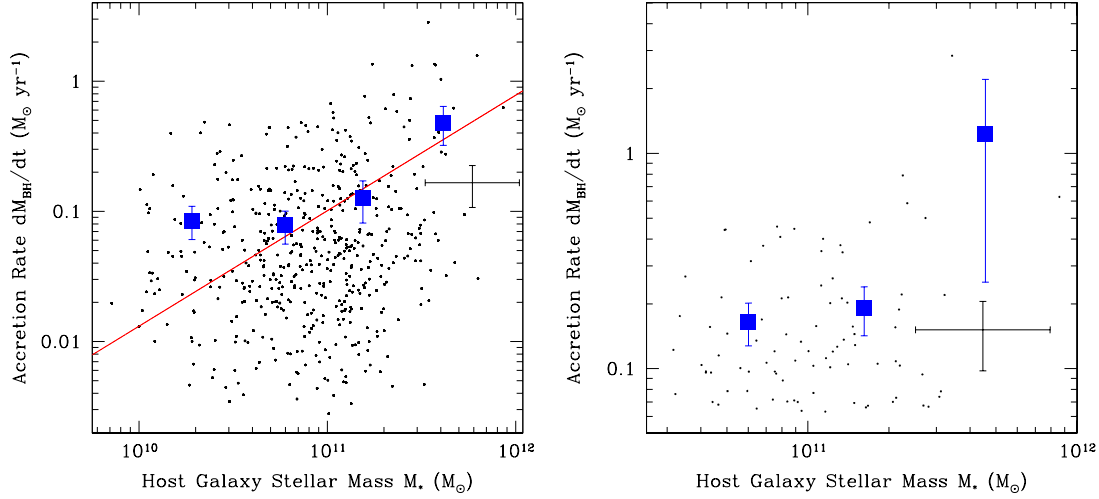 Accretion Rate dM_BH/dt (M_⊙ yr⁻¹)
1
0.1
0.01
10¹⁰
10¹¹
10¹²
Host Galaxy Stellar Mass M_* (M_⊙)
Accretion Rate dM_BH/dt (M_⊙ yr⁻¹)
1
0.1
10¹¹
10¹²
Host Galaxy Stellar Mass M_* (M_⊙)